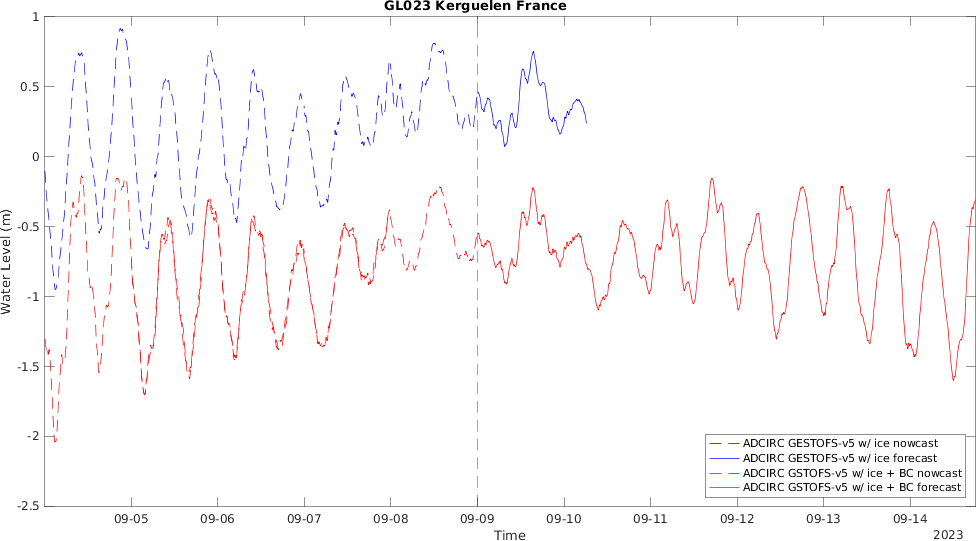 GL023 Kerguelen France
1
0.5
0
-0.5
-1
-1.5
-2
-2.5
Water Level (m)
ADCIRC GESTOFS-v5 w/ ice nowcast
ADCIRC GESTOFS-v5 w/ ice forecast
ADCIRC GSTOFS-v5 w/ ice + BC nowcast
ADCIRC GSTOFS-v5 w/ ice + BC forecast
09-05 09-06 09-07 09-08 09-09 09-10 09-11 09-12 09-13 09-14
Time
2023